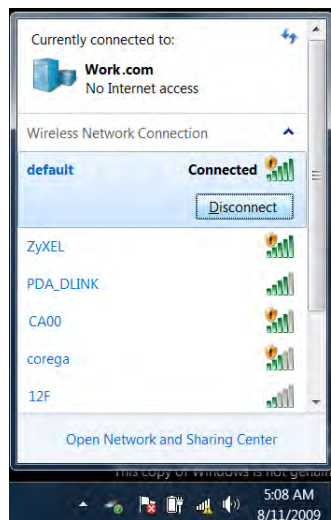 Currently connected to:
Work.com
No Internet access
Wireless Network Connection
default Connected
Disconnect
ZyXEL
PDA_DLINK
CA00
corega
12F
Open Network and Sharing Center
This copy of Windows is not genuin
5:08 AM
8/11/2009